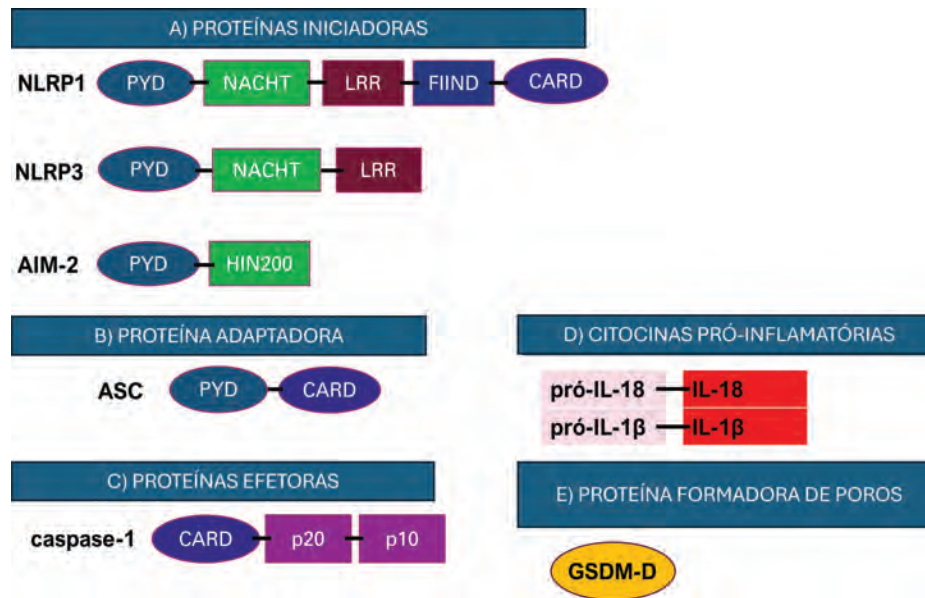 A) PROTEÍNAS INICIADORAS
NLRP1 PYD NACHT LRR FIIND CARD
NLRP3 PYD NACHT LRR
AIM-2 PYD HIN200
B) PROTEÍNA ADAPTADORA
ASC PYD CARD
C) PROTEÍNAS EFETORAS
caspase-1 CARD p20 p10
D) CITOCINAS PRÓ-INFLAMATÓRIAS
pró-IL-18 IL-18
pró-IL-1β IL-1β
E) PROTEÍNA FORMADORA DE POROS
GSDM-D